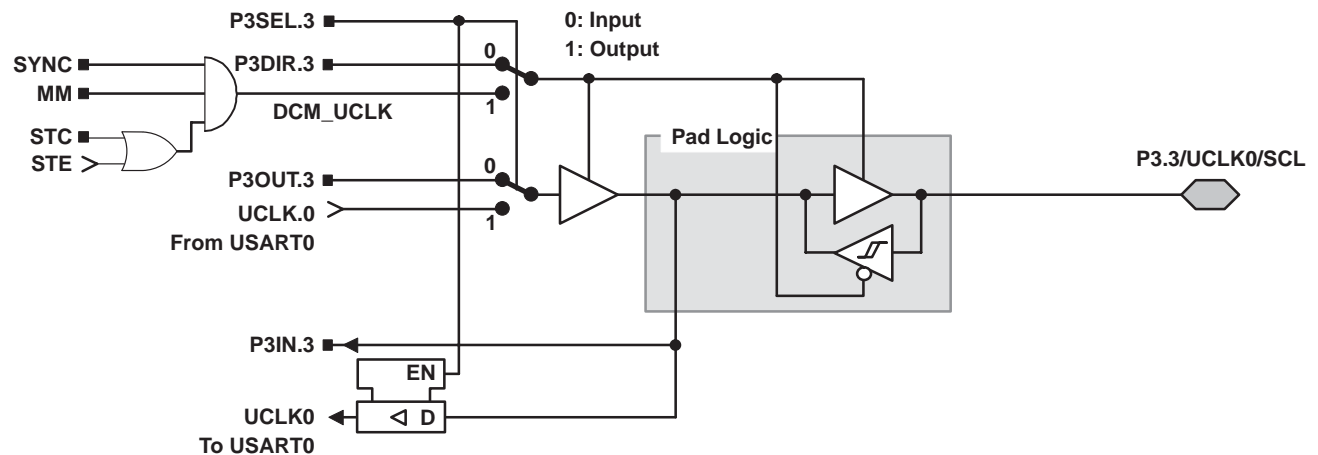 P3SEL.3
0: Input
1: Output
SYNC
P3DIR.3
0
MM
DCM_UCLK
1
STC
STE
Pad Logic
P3.3/UCLK0/SCL
P3OUT.3
0
UCLK.0
1
From USART0
P3IN.3
EN
UCLK0
D
To USART0